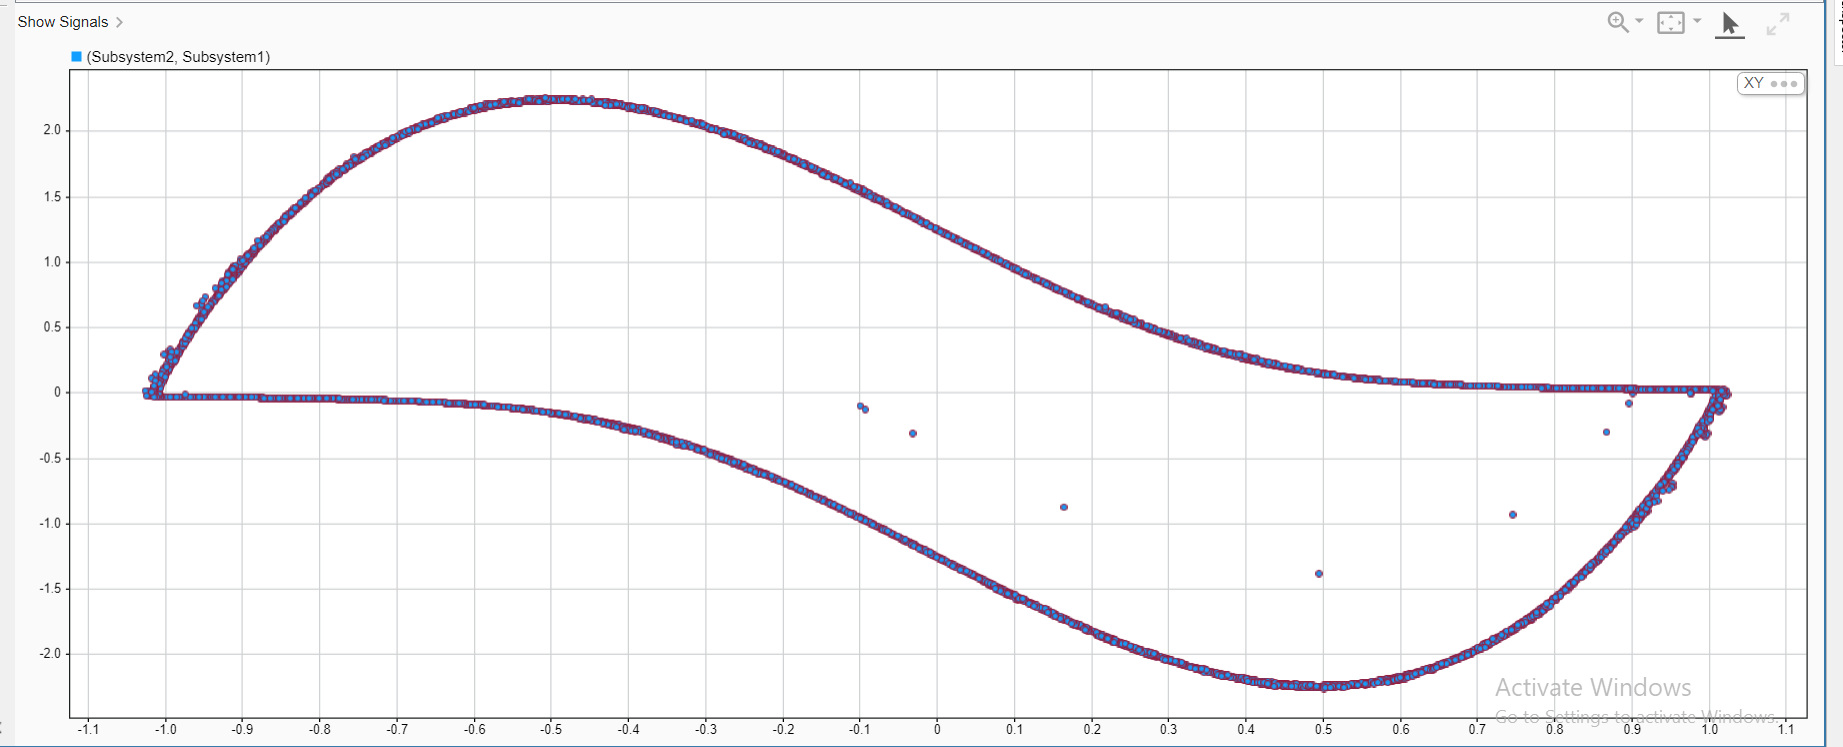 Show Signals
(Subsystem2, Subsystem1)
XY
2.0
1.5
1.0
0.5
0
-0.5
-1.0
-1.5
-2.0
Activate Windows
Go to Settings to activate Windows.
-1.1 -1.0 -0.9 -0.8 -0.7 -0.6 -0.5 -0.4 -0.3 -0.2 -0.1 0 0.1 0.2 0.3 0.4 0.5 0.6 0.7 0.8 0.9 1.0 1.1